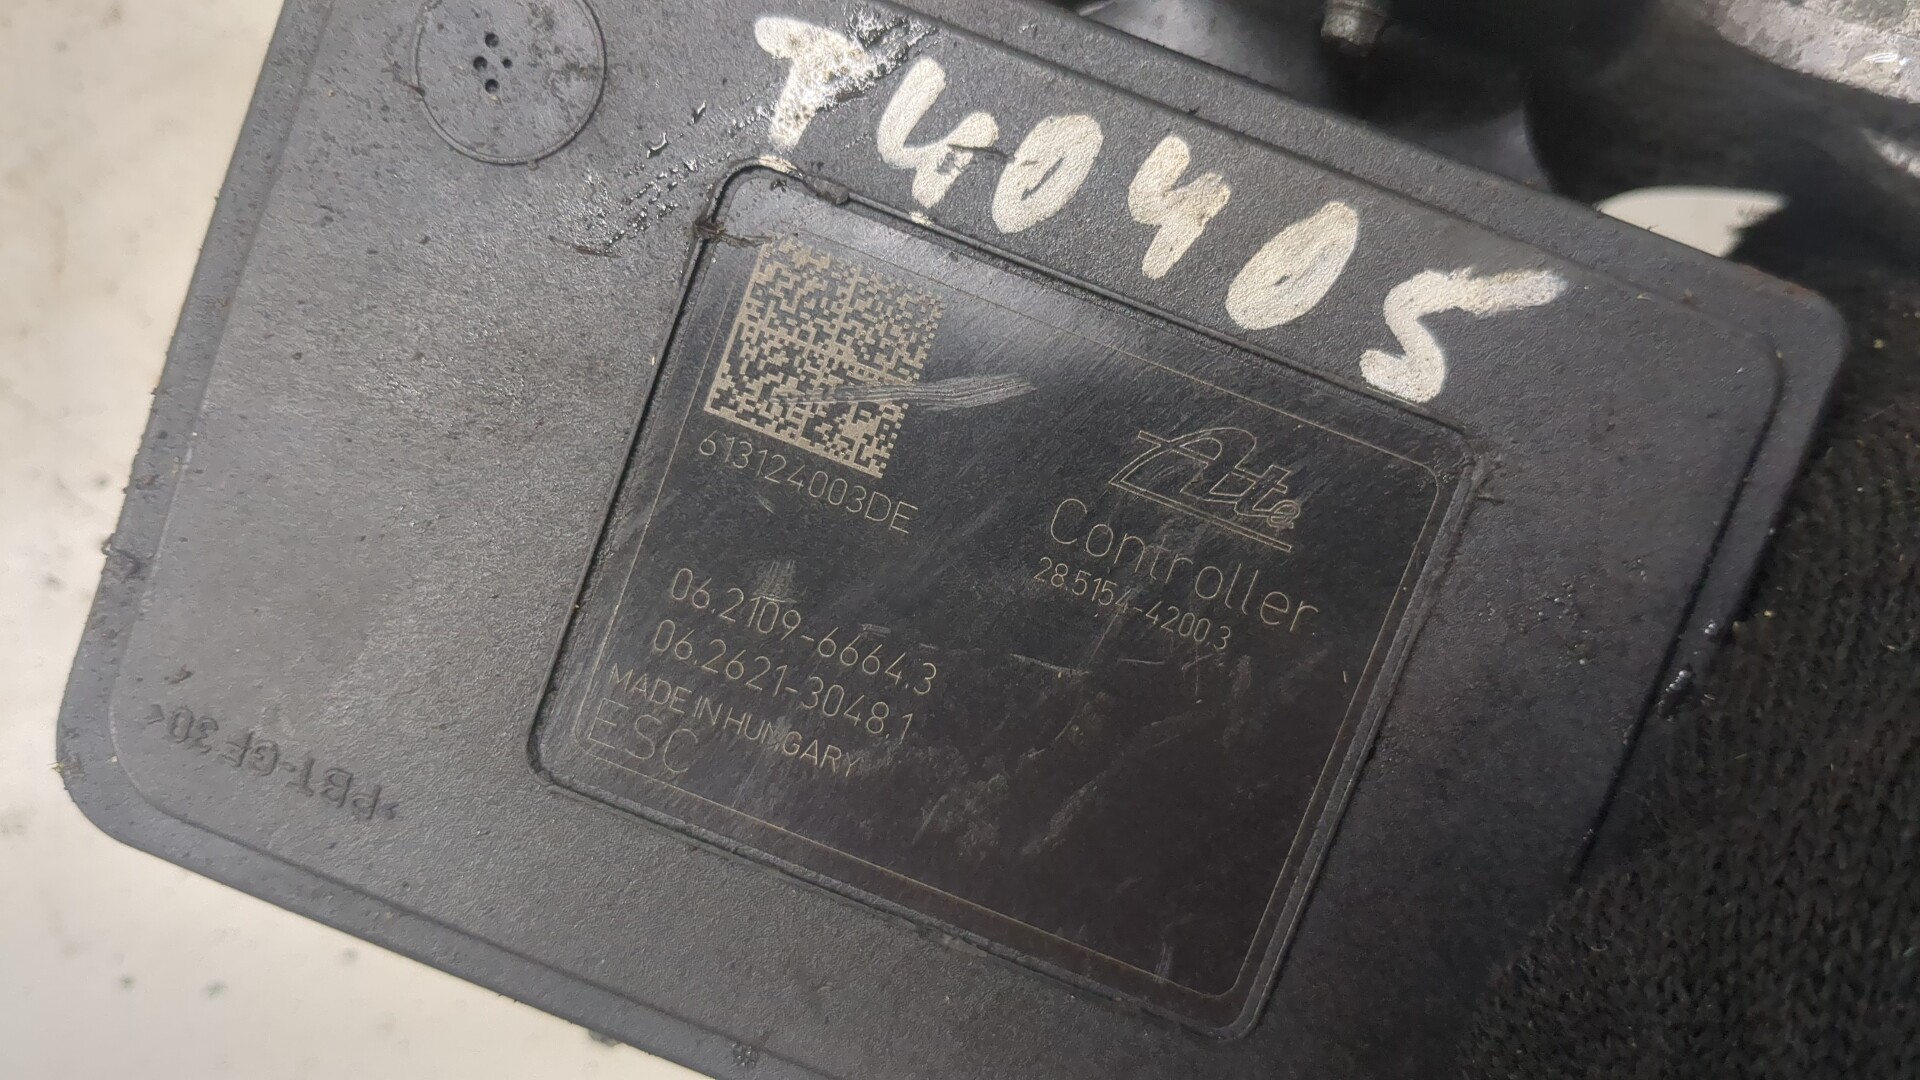 T40405
613124003DE
Ate
Controller
28.5154-4200.3
06.2109-6664.3
06.2621-3048.1
MADE IN HUNGARY
ESC
>PBT-GF30<